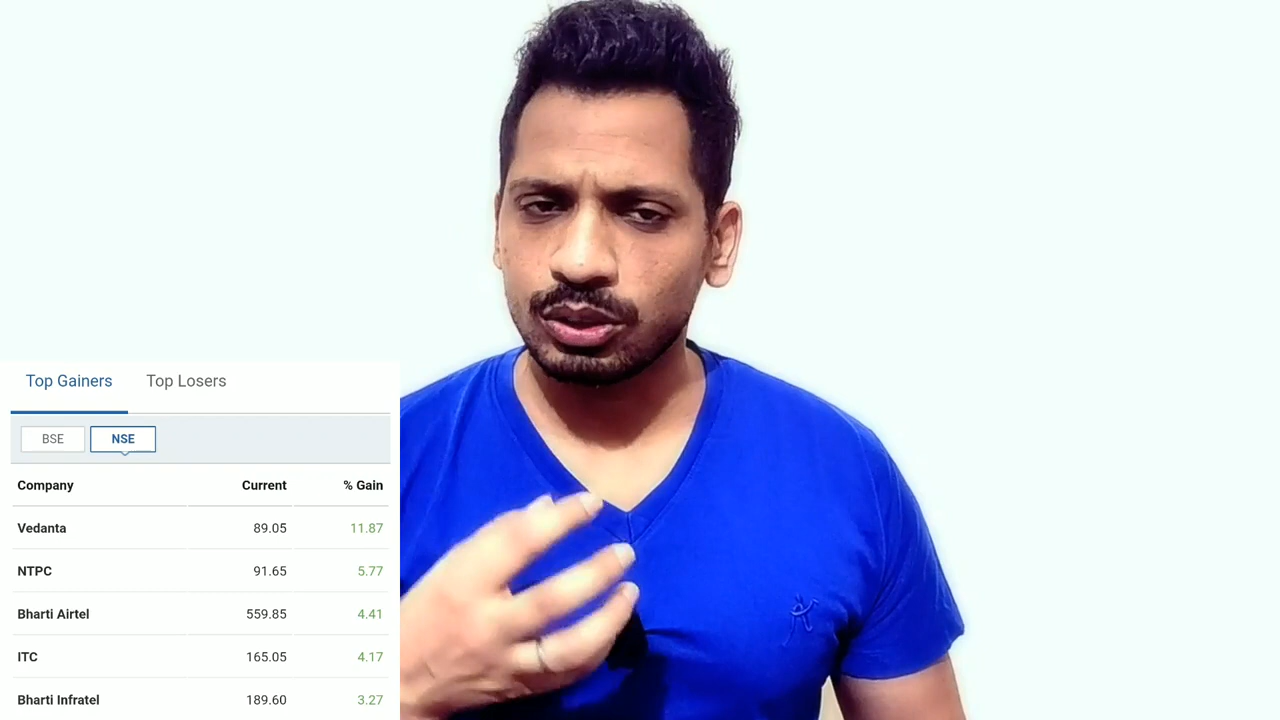 Top Gainers Top Losers
BSE NSE
Company Current % Gain
Vedanta 89.05 11.87
NTPC 91.65 5.77
Bharti Airtel 559.85 4.41
ITC 165.05 4.17
Bharti Infratel 189.60 3.27